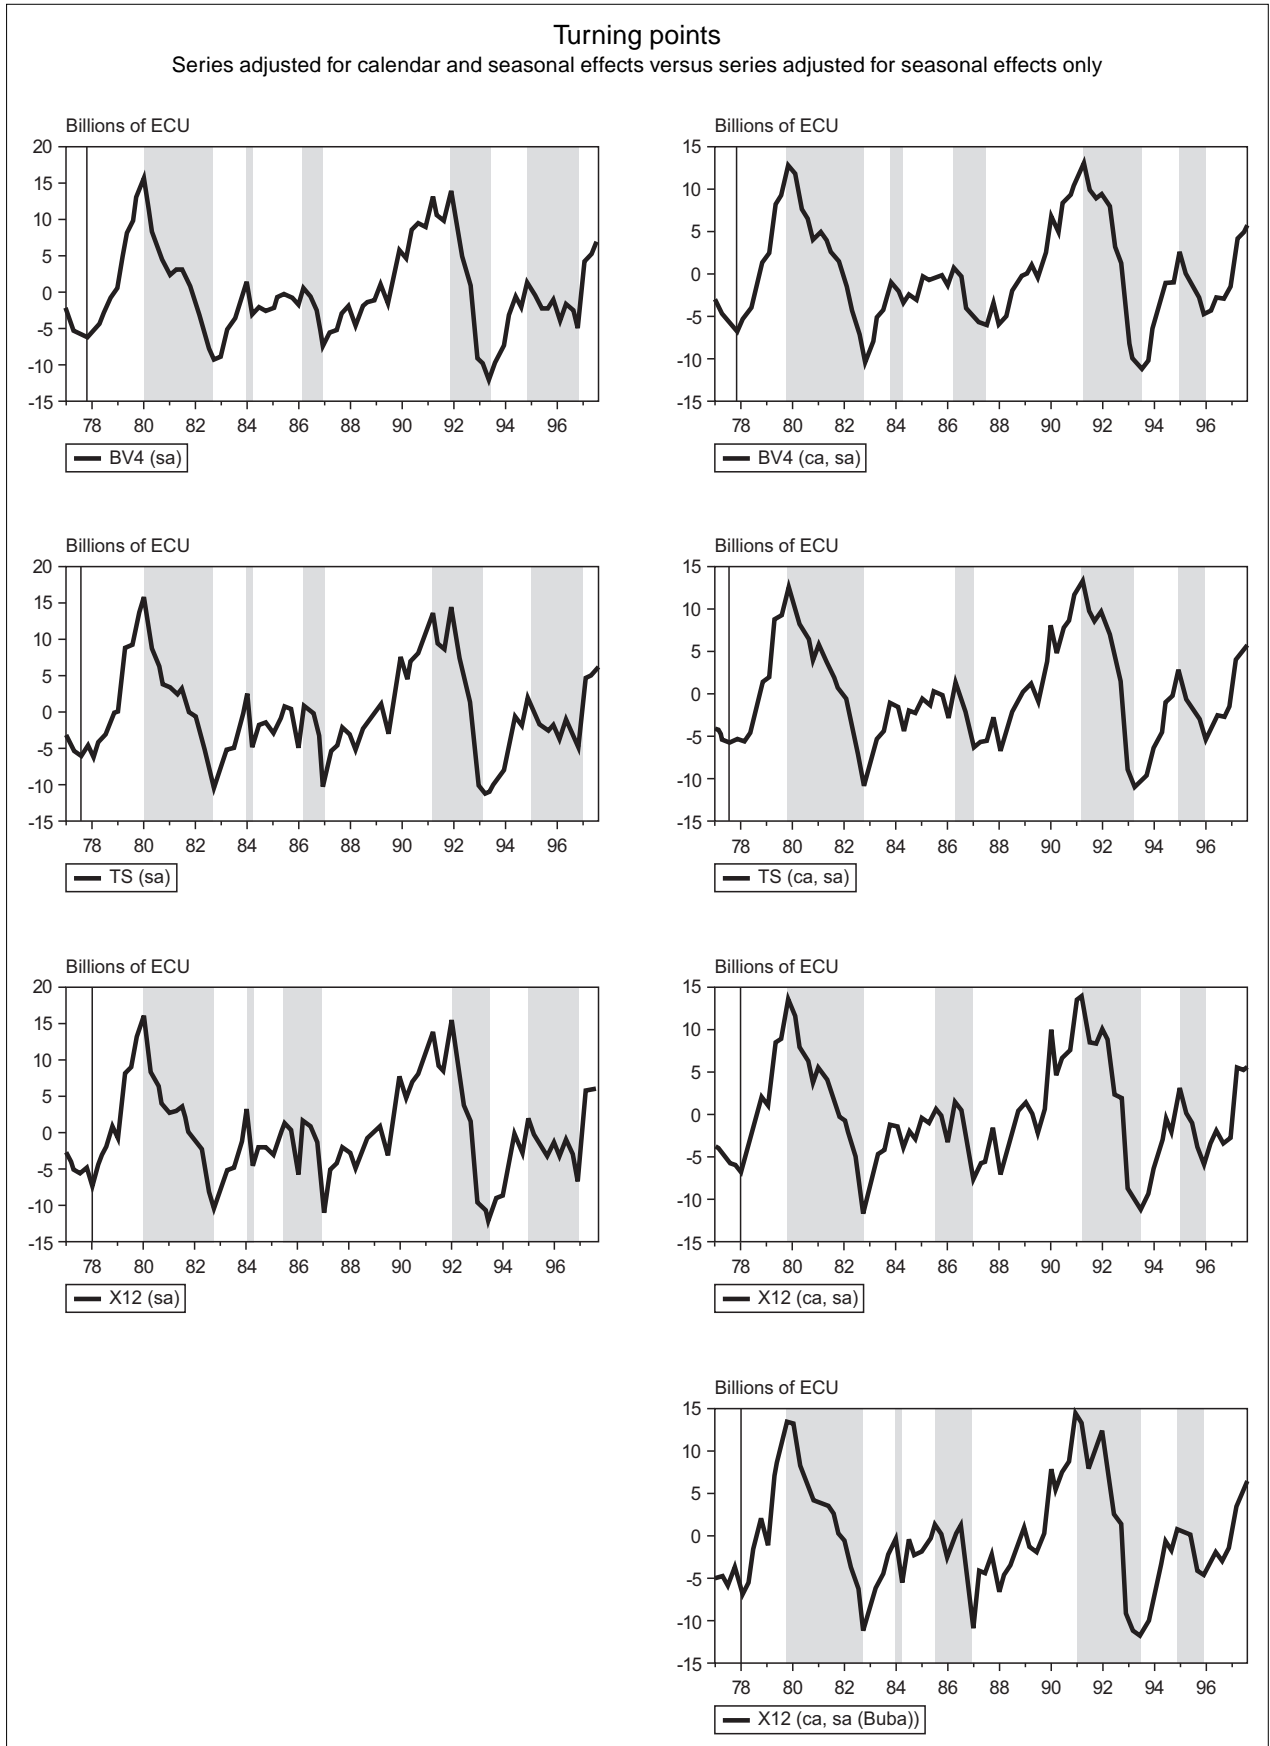 Turning points
Series adjusted for calendar and seasonal effects versus series adjusted for seasonal effects only
Billions of ECU
20
15
10
5
0
-5
-10
-15
78 80 82 84 86 88 90 92 94 96
BV4 (sa)
Billions of ECU
15
10
5
0
-5
-10
-15
78 80 82 84 86 88 90 92 94 96
BV4 (ca, sa)
Billions of ECU
20
15
10
5
0
-5
-10
-15
78 80 82 84 86 88 90 92 94 96
TS (sa)
Billions of ECU
15
10
5
0
-5
-10
-15
78 80 82 84 86 88 90 92 94 96
TS (ca, sa)
Billions of ECU
20
15
10
5
0
-5
-10
-15
78 80 82 84 86 88 90 92 94 96
X12 (sa)
Billions of ECU
15
10
5
0
-5
-10
-15
78 80 82 84 86 88 90 92 94 96
X12 (ca, sa)
Billions of ECU
15
10
5
0
-5
-10
-15
78 80 82 84 86 88 90 92 94 96
X12 (ca, sa (Buba))